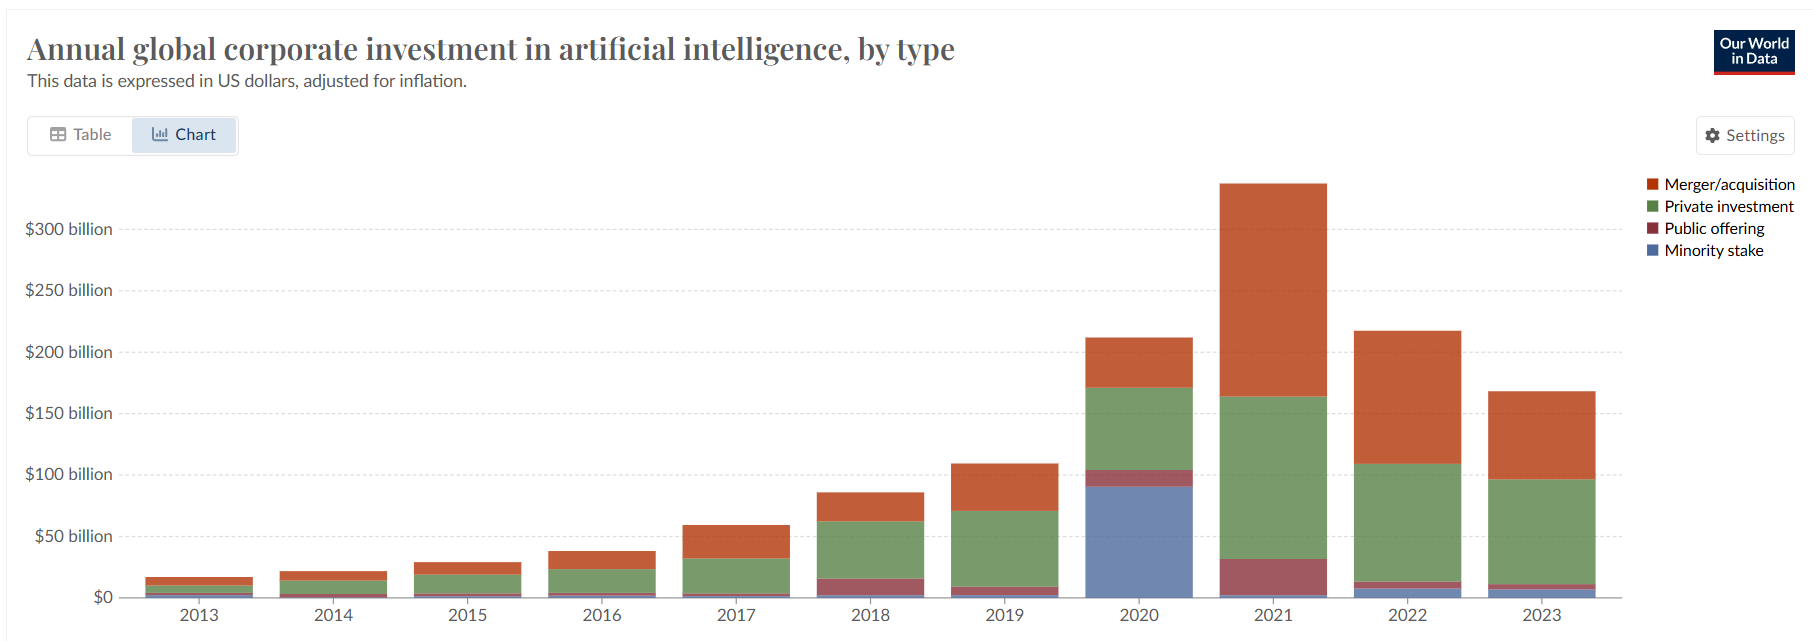 Annual global corporate investment in artificial intelligence, by type
This data is expressed in US dollars, adjusted for inflation.
Our World
in Data
Table
Chart
Settings
Merger/acquisition
Private investment
Public offering
Minority stake
$300 billion
$250 billion
$200 billion
$150 billion
$100 billion
$50 billion
$0
2013 2014 2015 2016 2017 2018 2019 2020 2021 2022 2023